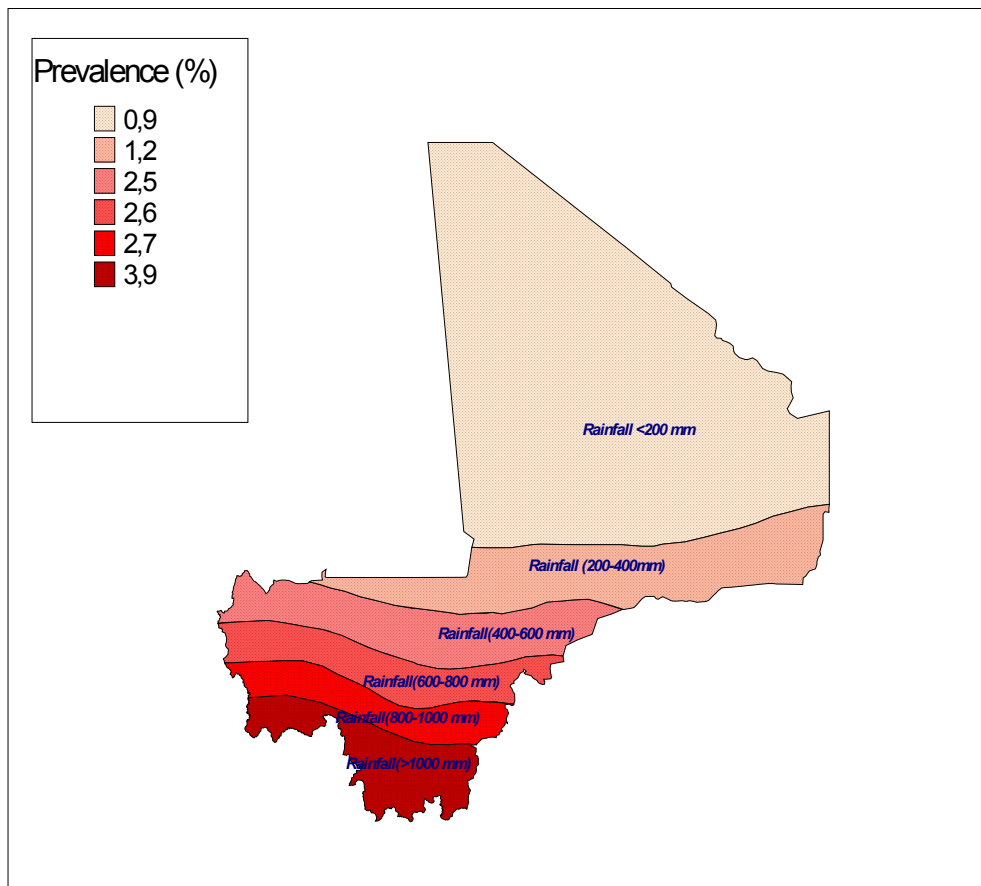 Prevalence (%)
0,9
1,2
2,5
2,6
2,7
3,9
Rainfall <200 mm
Rainfall (200-400mm)
Rainfall(400-600 mm)
Rainfall(600-800 mm)
Rainfall(800-1000 mm)
Rainfall(>1000 mm)